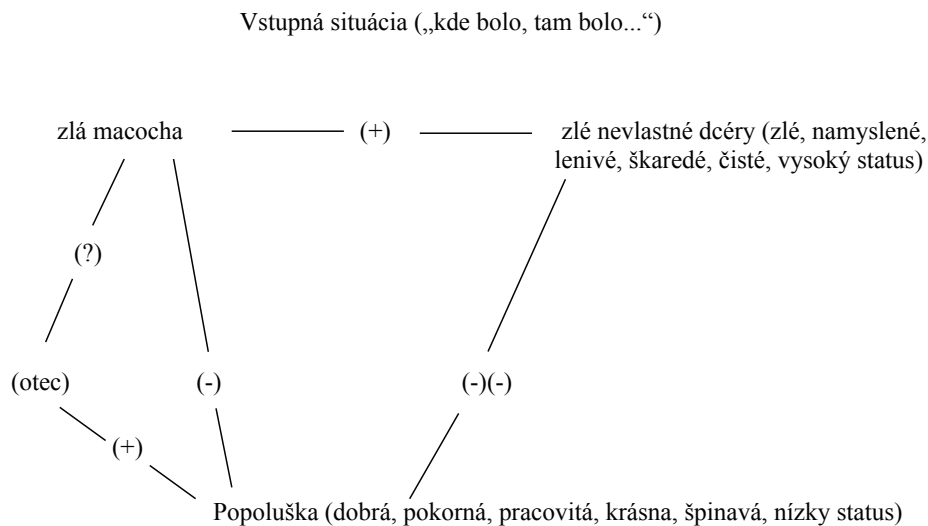 Vstupná situácia („kde bolo, tam bolo...“)
zlá macocha
(+)
zlé nevlastné dcéry (zlé, namyslené,
lenivé, škaredé, čisté, vysoký status)
(?)
(otec)
(-)
(-)(-)
(+)
Popoluška (dobrá, pokorná, pracovitá, krásna, špinavá, nízky status)